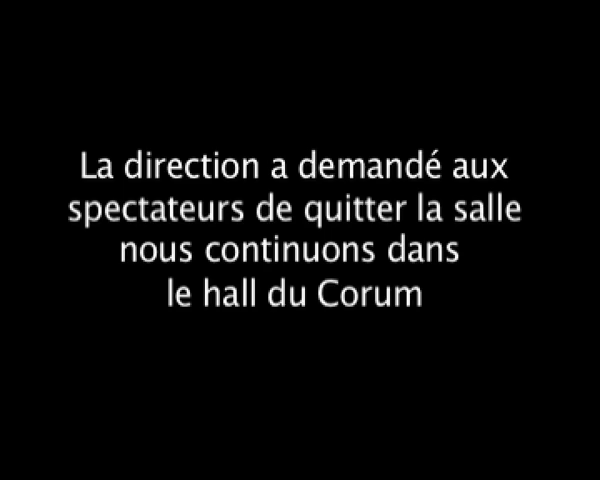 La direction a demandé aux
spectateurs de quitter la salle
nous continuons dans
le hall du Corum